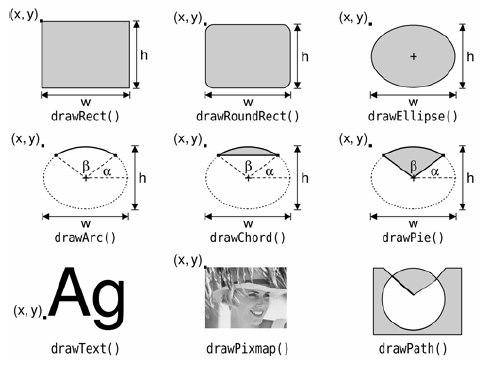 (x, y) (x, y) (x, y)
h h h
w w w
drawRect() drawRoundRect() drawEllipse()
(x, y) (x, y) (x, y)
β α h β α h β α h
w w w
drawArc() drawChord() drawPie()
(x, y)
(x, y) Ag
drawText() drawPixmap() drawPath()